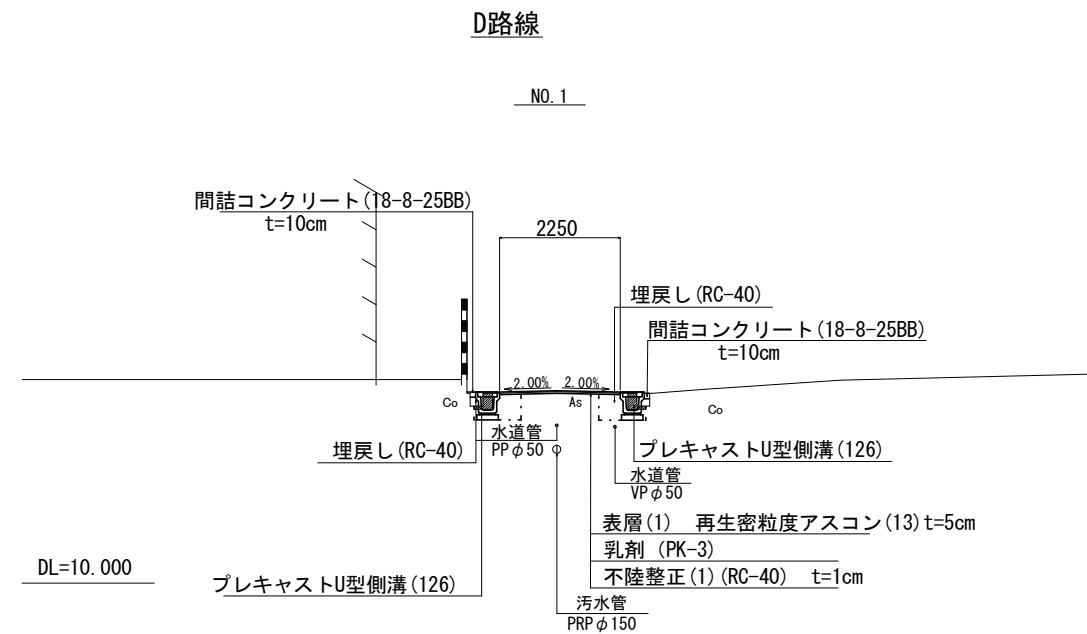 D路線
NO.1
間詰コンクリート(18-8-25BB)
t=10cm
2250
埋戻し(RC-40)
間詰コンクリート(18-8-25BB)
t=10cm
2.00% 2.00%
Co
As
Co
水道管
PPφ50
埋戻し(RC-40)
プレキャストU型側溝(126)
水道管
VPφ50
表層(1) 再生密粒度アスコン(13)t=5cm
乳剤 (PK-3)
不陸整正(1)(RC-40) t=1cm
DL=10.000
プレキャストU型側溝(126)
汚水管
PRPφ150